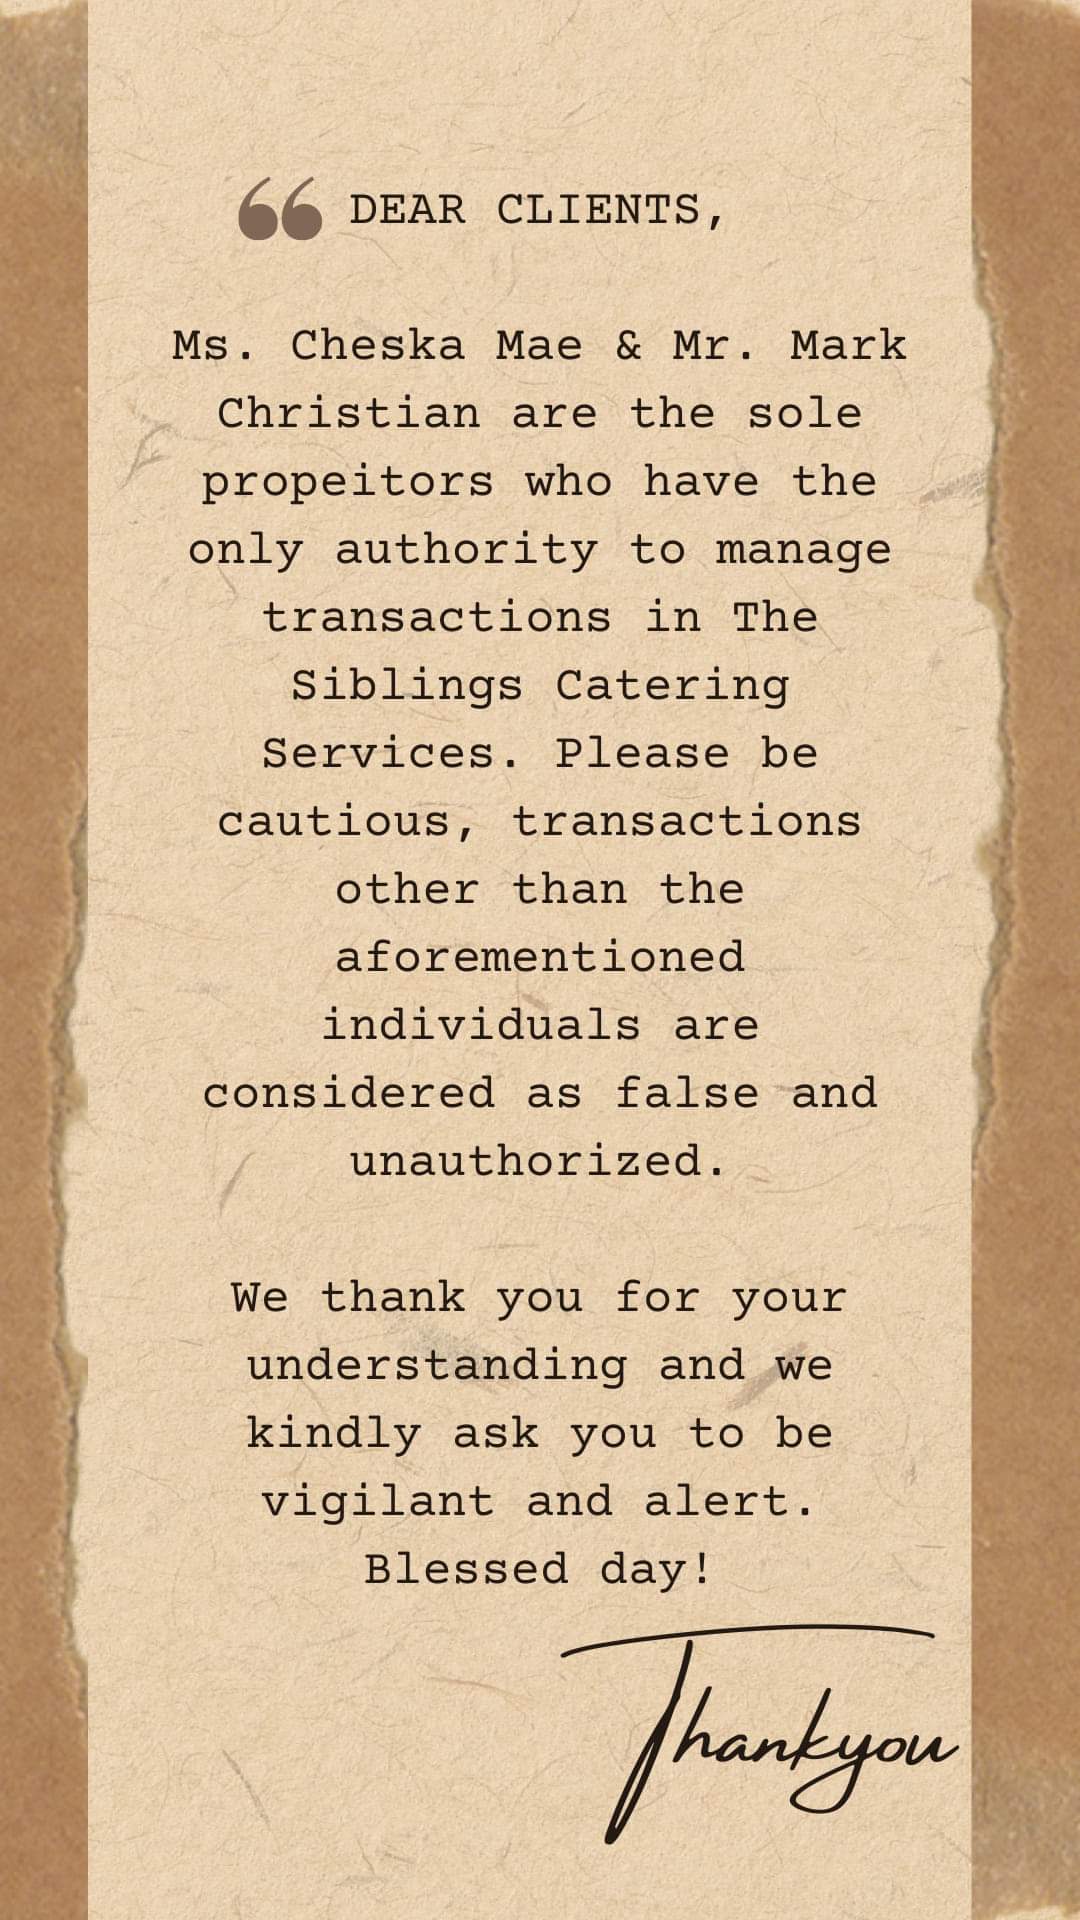 “ DEAR CLIENTS,
Ms. Cheska Mae & Mr. Mark
Christian are the sole
propeitors who have the
only authority to manage
transactions in The
Siblings Catering
Services. Please be
cautious, transactions
other than the
aforementioned
individuals are
considered as false and
unauthorized.
We thank you for your
understanding and we
kindly ask you to be
vigilant and alert.
Blessed day!
Thankyou